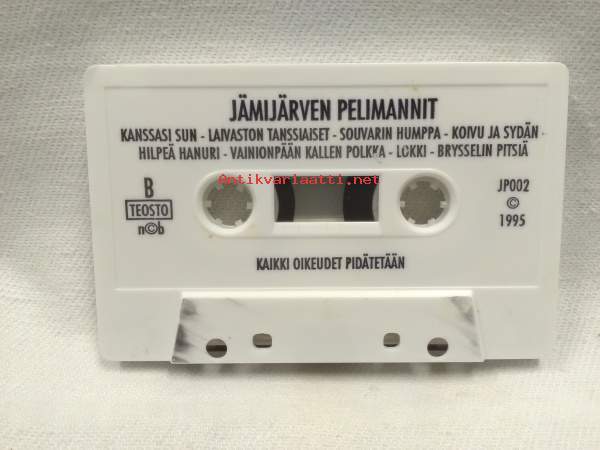 JÄMIJÄRVEN PELIMANNIT
KANSSASI SUN - LAIVASTON TANSSIAISET - SOUVARIN HUMPPA - KOIVU JA SYDÄN -
HILPEÄ HANURI - VAINIONPÄÄN KALLEN POLKKA - LOKKI - BRYSSELIN PITSIÄ
Antikvariaatti.net
B
TEOSTO
n©b
JP002
©
1995
KAIKKI OIKEUDET PIDÄTETÄÄN